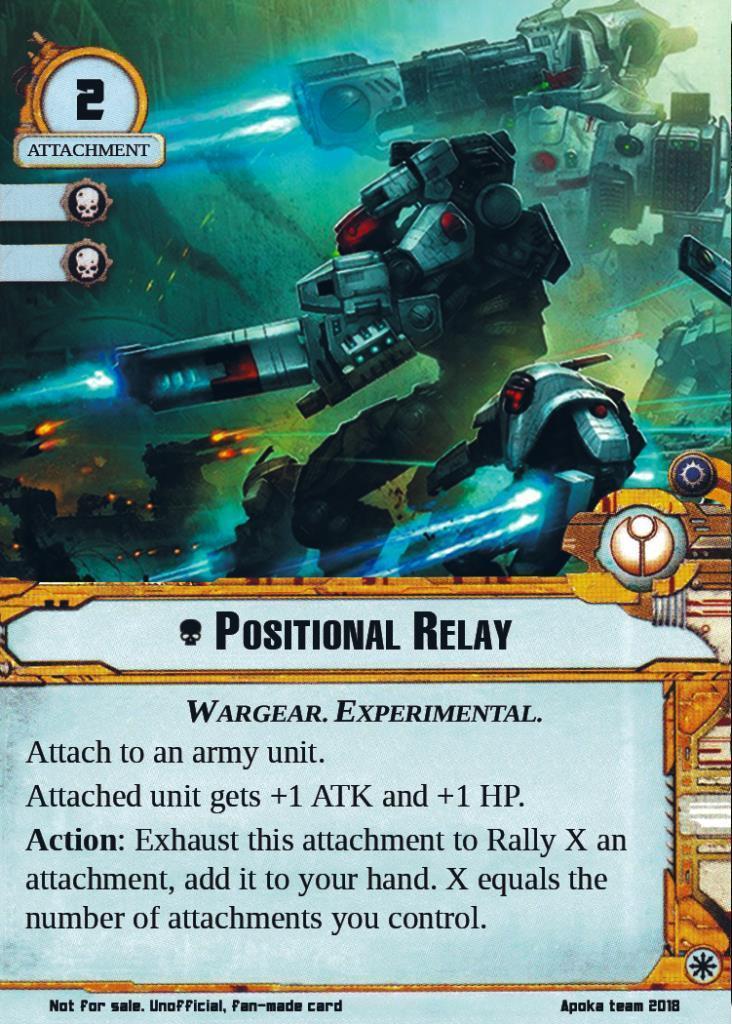 2
ATTACHMENT
POSITIONAL RELAY
WARGEAR. EXPERIMENTAL.
Attach to an army unit.
Attached unit gets +1 ATK and +1 HP.
Action: Exhaust this attachment to Rally X an
attachment, add it to your hand. X equals the
number of attachments you control.
Not for sale. Unofficial, fan-made card
Apoka team 2018